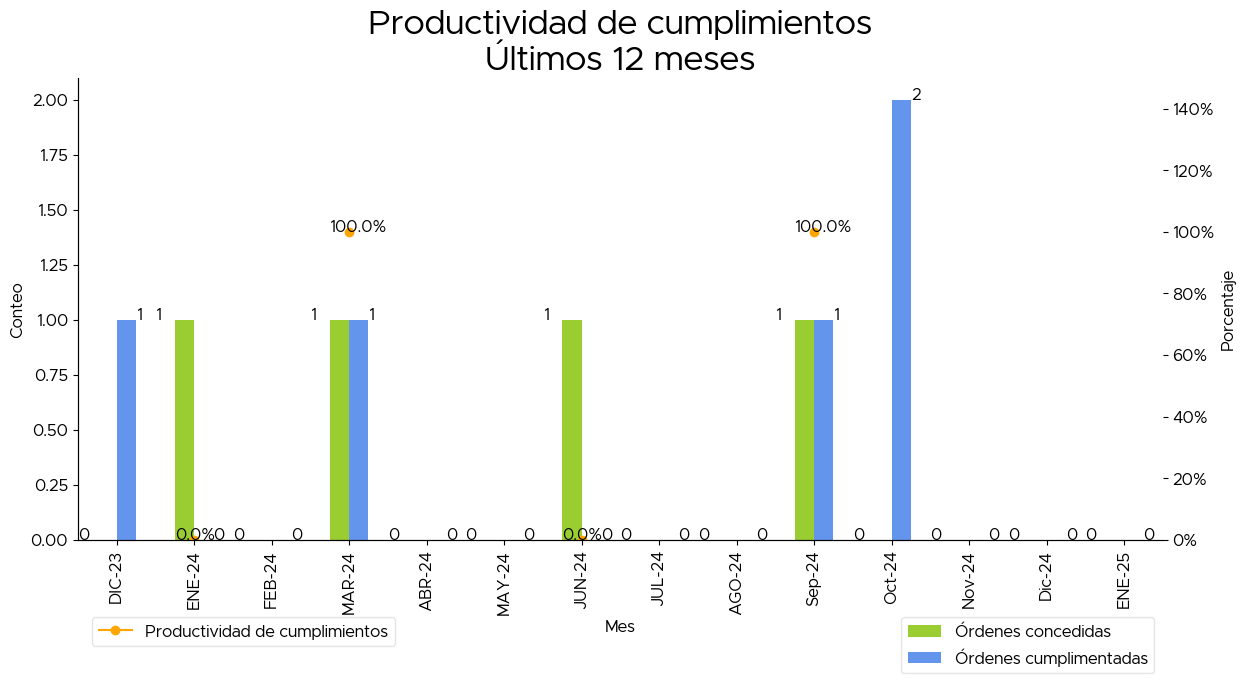 Productividad de cumplimientos
Últimos 12 meses
2.00
1.75
1.50
1.25
1.00
0.75
0.50
0.25
0.00
Conteo
140%
120%
100%
80%
60%
40%
20%
0%
Porcentaje
2
100.0% 100.0%
1 1 1 1 1 1 1
0 0.0% 0 0 0 0 0 0 0 0.0% 0 0 0 0 0 0 0 0 0 0 0 0
DIC-23 ENE-24 FEB-24 MAR-24 ABR-24 MAY-24 JUN-24 JUL-24 AGO-24 Sep-24 Oct-24 Nov-24 Dic-24 ENE-25
Mes
Productividad de cumplimientos
Órdenes concedidas
Órdenes cumplimentadas